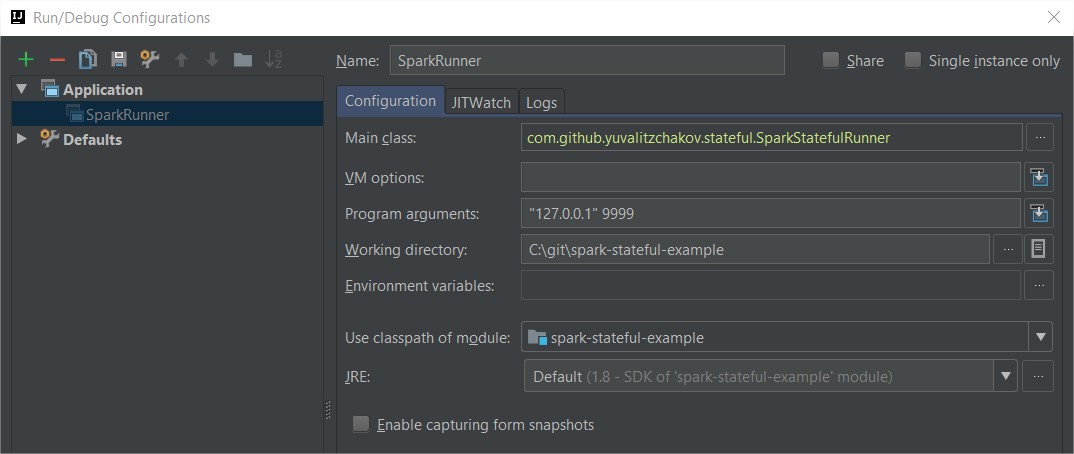 Run/Debug Configurations
Name: SparkRunner Share Single instance only
Application
SparkRunner
Defaults
Configuration JITWatch Logs
Main class: com.github.yuvalitzchakov.stateful.SparkStatefulRunner ...
VM options:
Program arguments: "127.0.0.1" 9999
Working directory: C:\git\spark-stateful-example ...
Environment variables: ...
Use classpath of module: spark-stateful-example
JRE: Default (1.8 - SDK of 'spark-stateful-example' module) ...
Enable capturing form snapshots